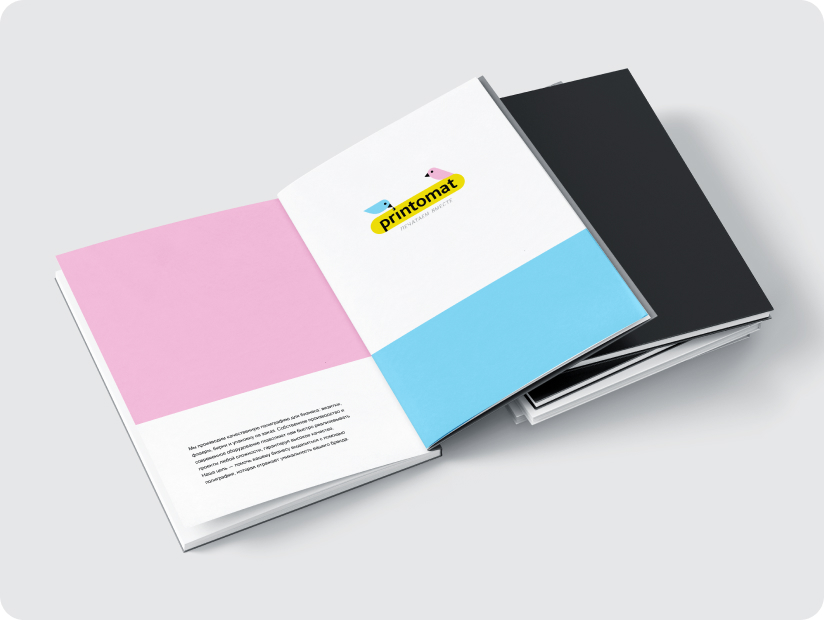 Мы производим качественную полиграфию для бизнеса: визитки,
флаеры, бирки и упаковку на заказ. Собственное производство и
современное оборудование позволяют нам быстро реализовывать
проекты любой сложности, гарантируя высокое качество.
Наша цель — помочь вашему бизнесу выделиться с помощью
полиграфии, которая отражает уникальность вашего бренда.
printomat
ПЕЧАТАЕМ ВМЕСТЕ